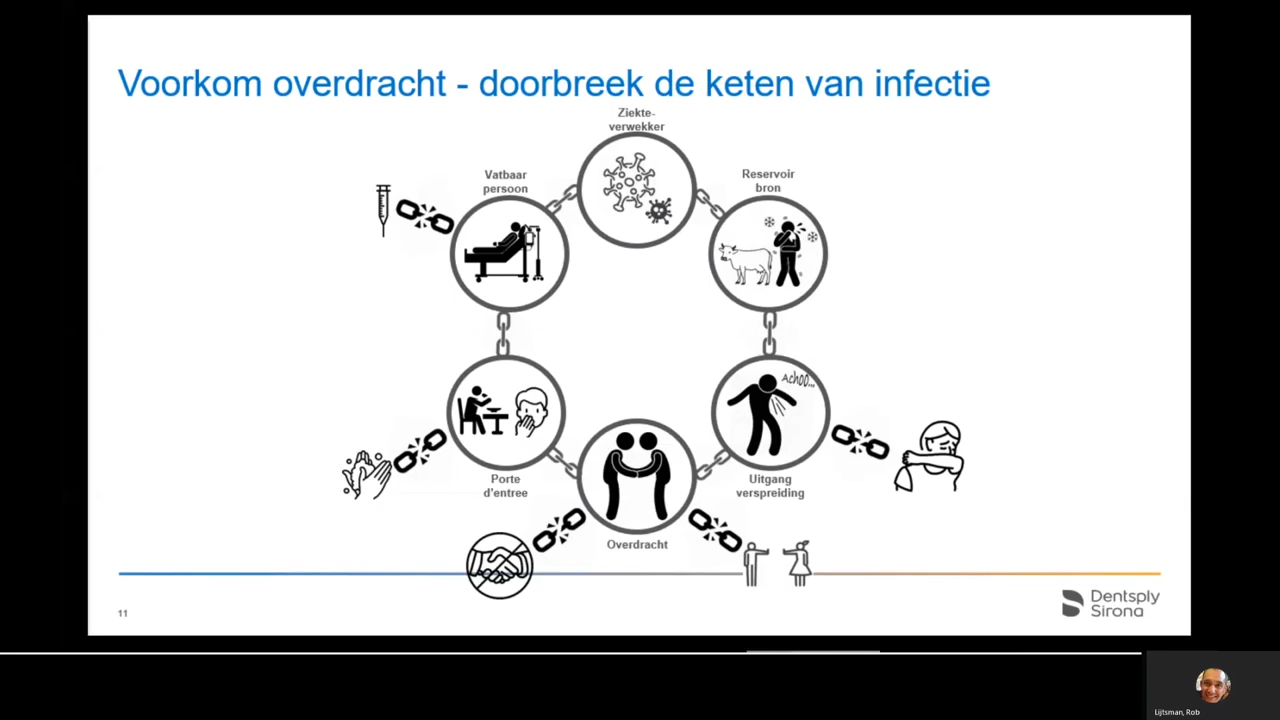 Voorkom overdracht - doorbreek de keten van infectie
Ziekte-
verwekker
Vatbaar
persoon
Reservoir
bron
Achoo...
Porte
d'entree
Uitgang
verspreiding
Overdracht
11
Dentsply
Sirona
Lijtsman, Rob